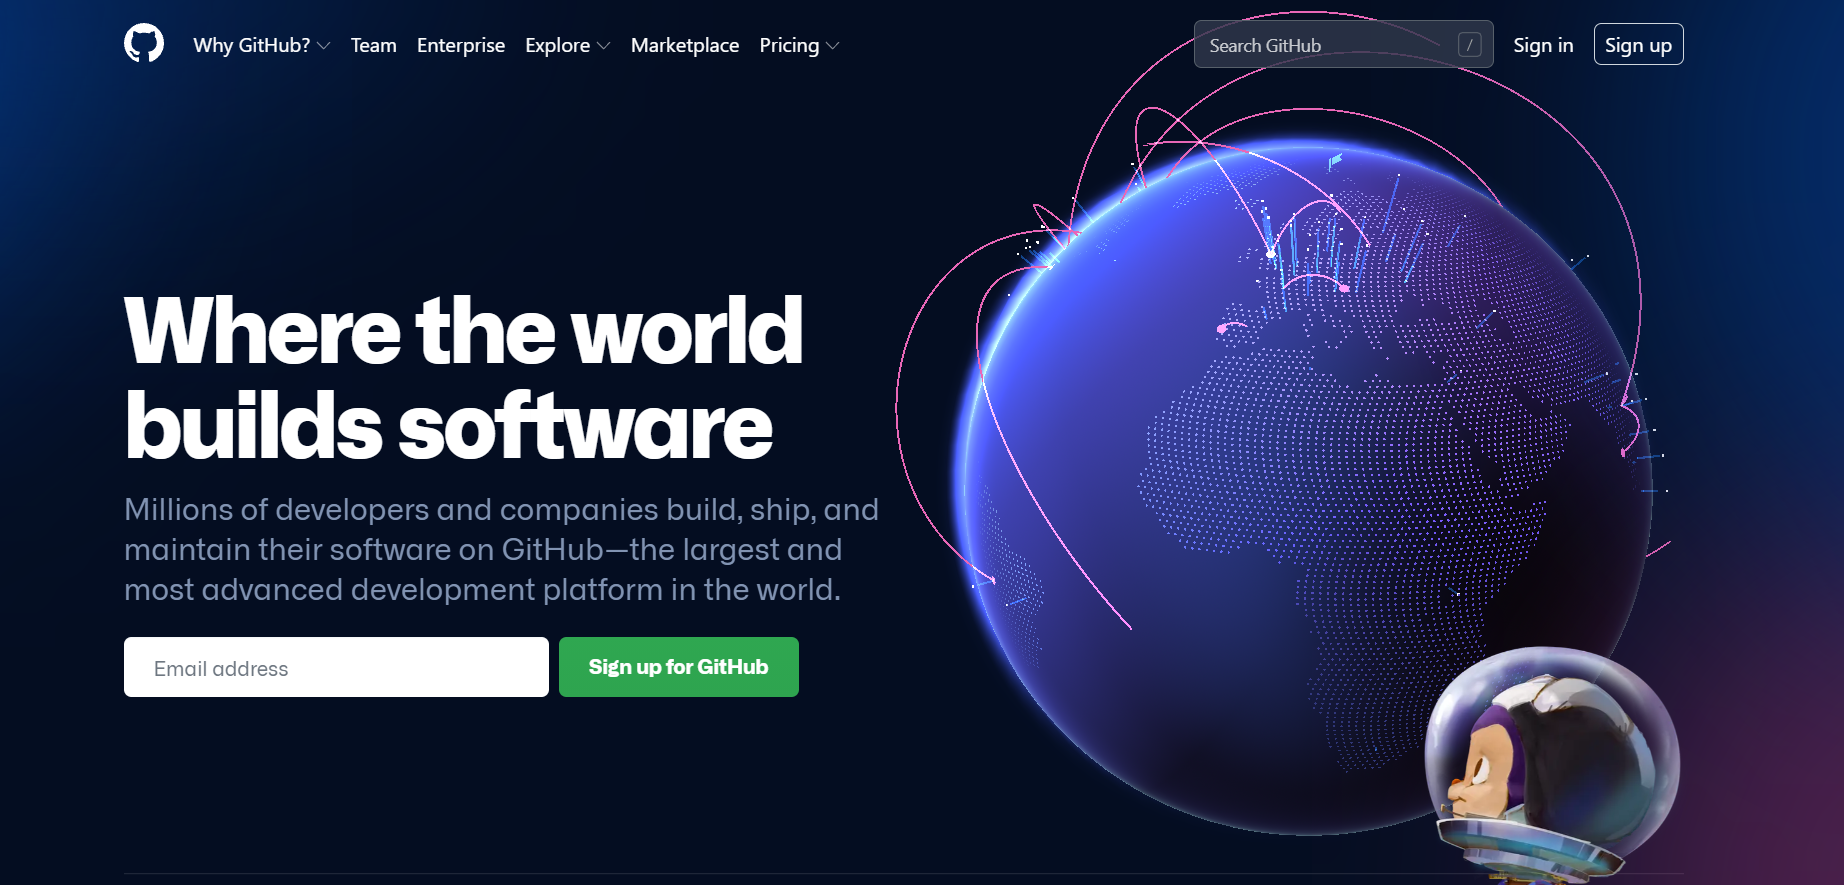 Why GitHub? Team Enterprise Explore Marketplace Pricing Search GitHub / Sign in Sign up
Where the world
builds software
Millions of developers and companies build, ship, and
maintain their software on GitHub—the largest and
most advanced development platform in the world.
Email address Sign up for GitHub